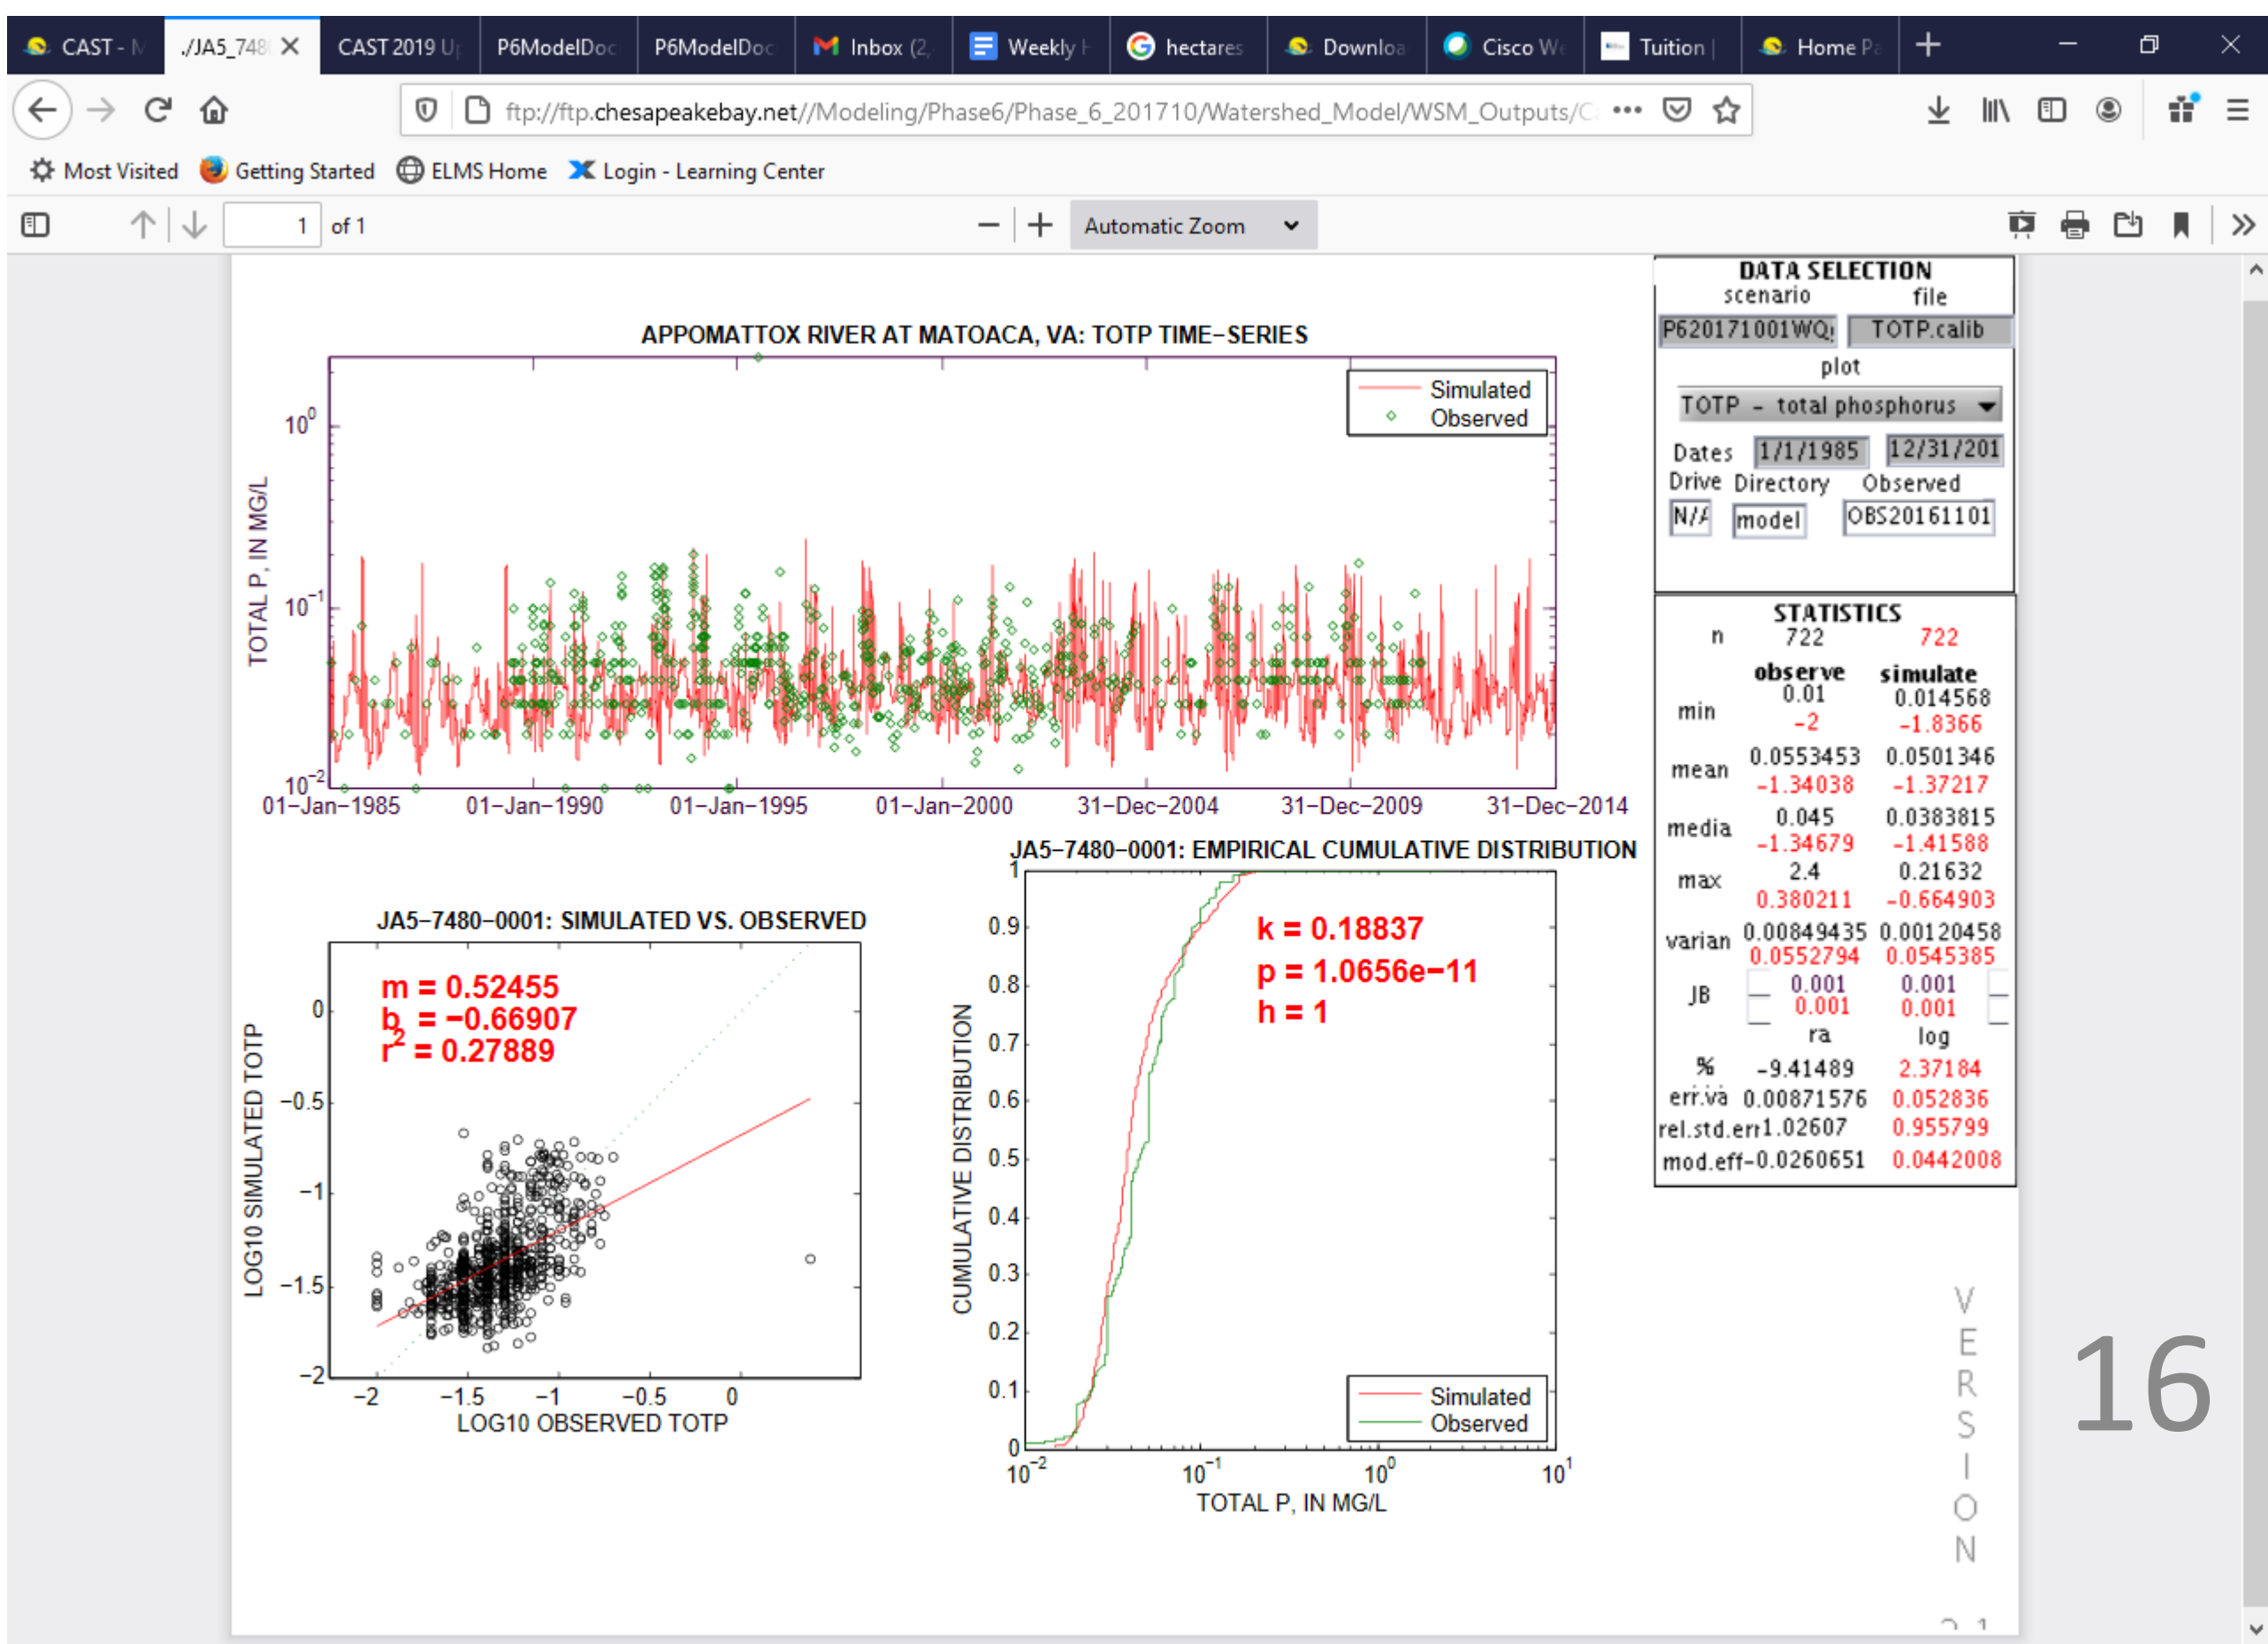 CAST - M
./JA5_748
CAST 2019 Up
P6ModelDoc
P6ModelDoc
Inbox (2,
Weekly H
hectares
Downloa
Cisco We
Tuition |
Home Pa
ftp://ftp.chesapeakebay.net//Modeling/Phase6/Phase_6_201710/Watershed_Model/WSM_Outputs/C
Most Visited Getting Started ELMS Home Login - Learning Center
1 of 1 Automatic Zoom
APPOMATTOX RIVER AT MATOACA, VA: TOTP TIME-SERIES
Simulated
Observed
TOTAL P, IN MG/L
10^0
10^-1
10^-2
01-Jan-1985 01-Jan-1990 01-Jan-1995 01-Jan-2000 31-Dec-2004 31-Dec-2009 31-Dec-2014
JA5-7480-0001: SIMULATED VS. OBSERVED
m = 0.52455
b = -0.66907
r^2 = 0.27889
LOG10 SIMULATED TOTP
0
-0.5
-1
-1.5
-2
-2 -1.5 -1 -0.5 0
LOG10 OBSERVED TOTP
JA5-7480-0001: EMPIRICAL CUMULATIVE DISTRIBUTION
k = 0.18837
p = 1.0656e-11
h = 1
CUMULATIVE DISTRIBUTION
1
0.9
0.8
0.7
0.6
0.5
0.4
0.3
0.2
0.1
0
Simulated
Observed
10^-2 10^-1 10^0 10^1
TOTAL P, IN MG/L
DATA SELECTION
scenario file
P620171001WQ TOTP.calib
plot
TOTP - total phosphorus
Dates 1/1/1985 12/31/201
Drive Directory Observed
N/A model OBS20161101
STATISTICS
n 722 722
observe simulate
min 0.01 0.014568
-2 -1.8366
mean 0.0553453 0.0501346
-1.34038 -1.37217
media 0.045 0.0383815
-1.34679 -1.41588
max 2.4 0.21632
0.380211 -0.664903
varian 0.00849435 0.00120458
0.0552794 0.0545385
JB 0.001 0.001
0.001 0.001
ra log
% -9.41489 2.37184
err.va 0.00871576 0.052836
rel.std.err 1.02607 0.955799
mod.eff -0.0260651 0.0442008
VERSION
16